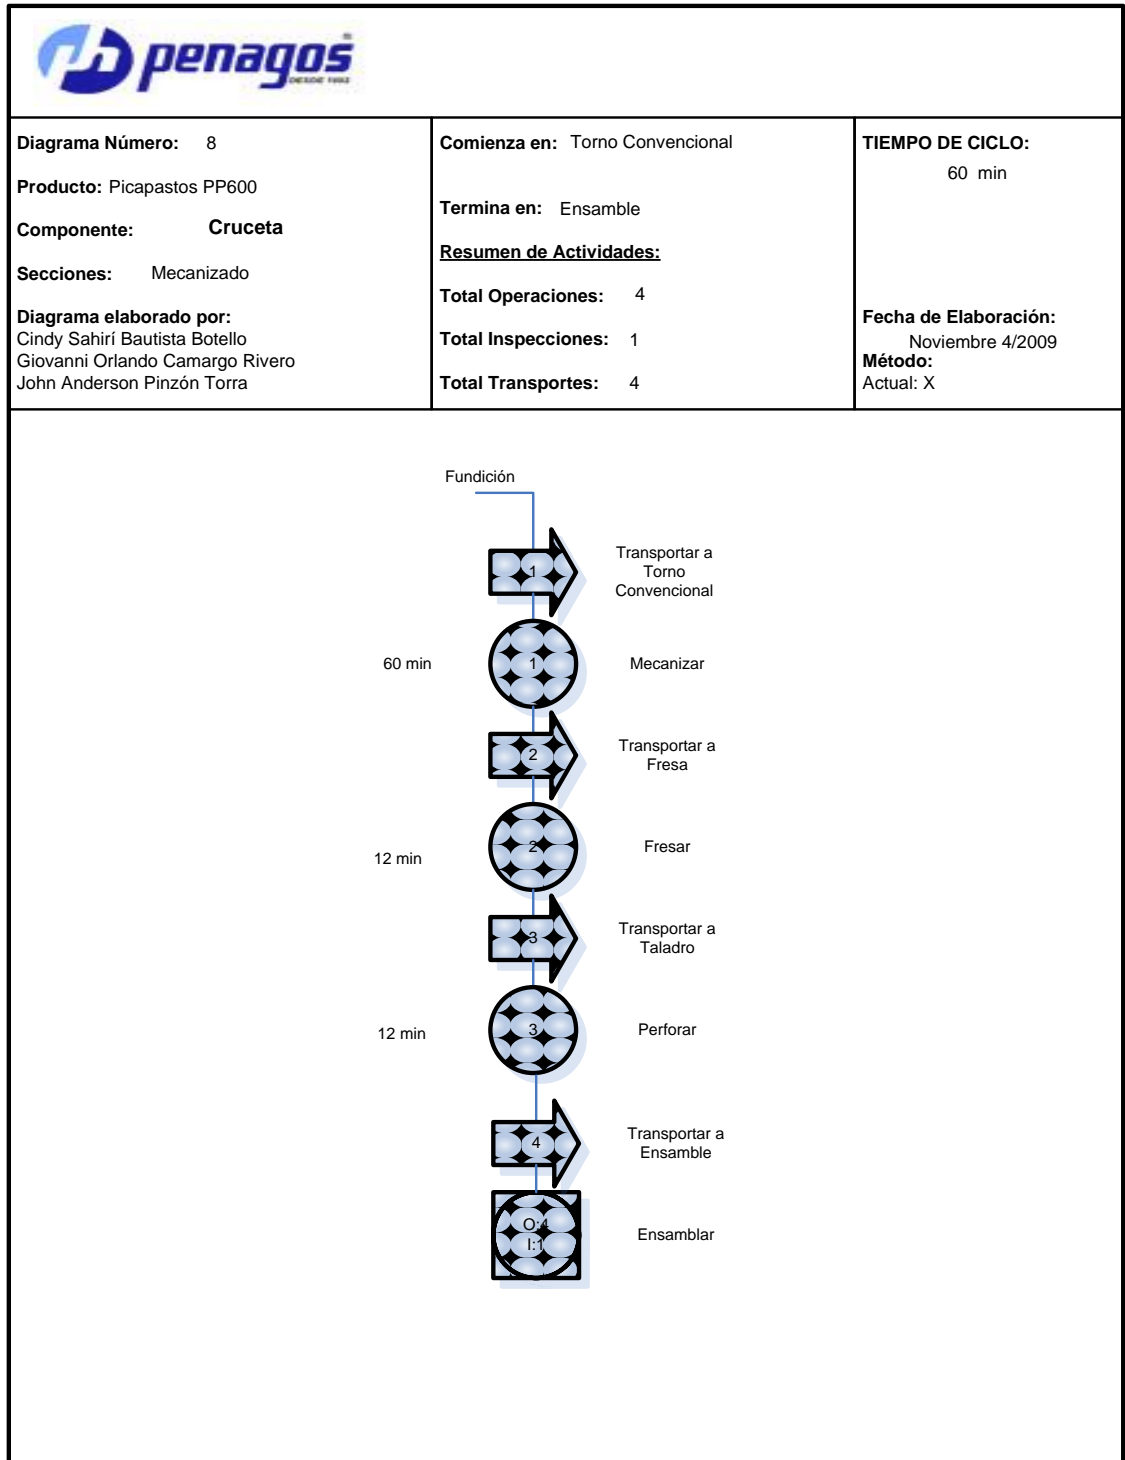 penagos
DESDE 1892
Diagrama Número: 8
Producto: Picapastos PP600
Componente: Cruceta
Secciones: Mecanizado
Diagrama elaborado por:
Cindy Sahirí Bautista Botello
Giovanni Orlando Camargo Rivero
John Anderson Pinzón Torra
Comienza en: Torno Convencional
Termina en: Ensamble
Resumen de Actividades:
Total Operaciones: 4
Total Inspecciones: 1
Total Transportes: 4
TIEMPO DE CICLO:
60 min
Fecha de Elaboración:
Noviembre 4/2009
Método:
Actual: X
Fundición
1
Transportar a
Torno
Convencional
60 min
1
Mecanizar
2
Transportar a
Fresa
12 min
2
Fresar
3
Transportar a
Taladro
12 min
3
Perforar
4
Transportar a
Ensamble
O:4
I:1
Ensamblar